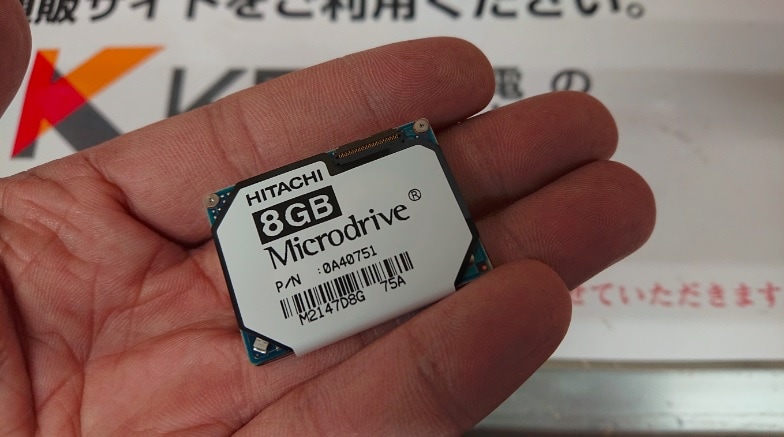 販サイトをご利用ください。
K
の
HITACHI
8GB
Microdrive®
P/N :0A40751
M2147D8G 75A
せていただきます